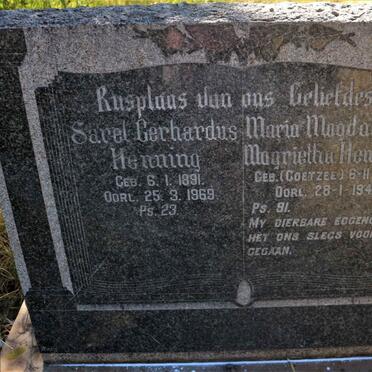 Rusplaas van ons Geliefdes
Sarel Gerhardus
Henning
GEB. 6.1.1891.
OORL. 25.3.1969.
PS. 23.
Maria Magda
Magrietha Hen
GEB. (COETZEE) 6-11
OORL. 28-1-194
PS. 91.
MY DIERBARE EGGENO
HET ONS SLEGS VOOR
GEGAAN.